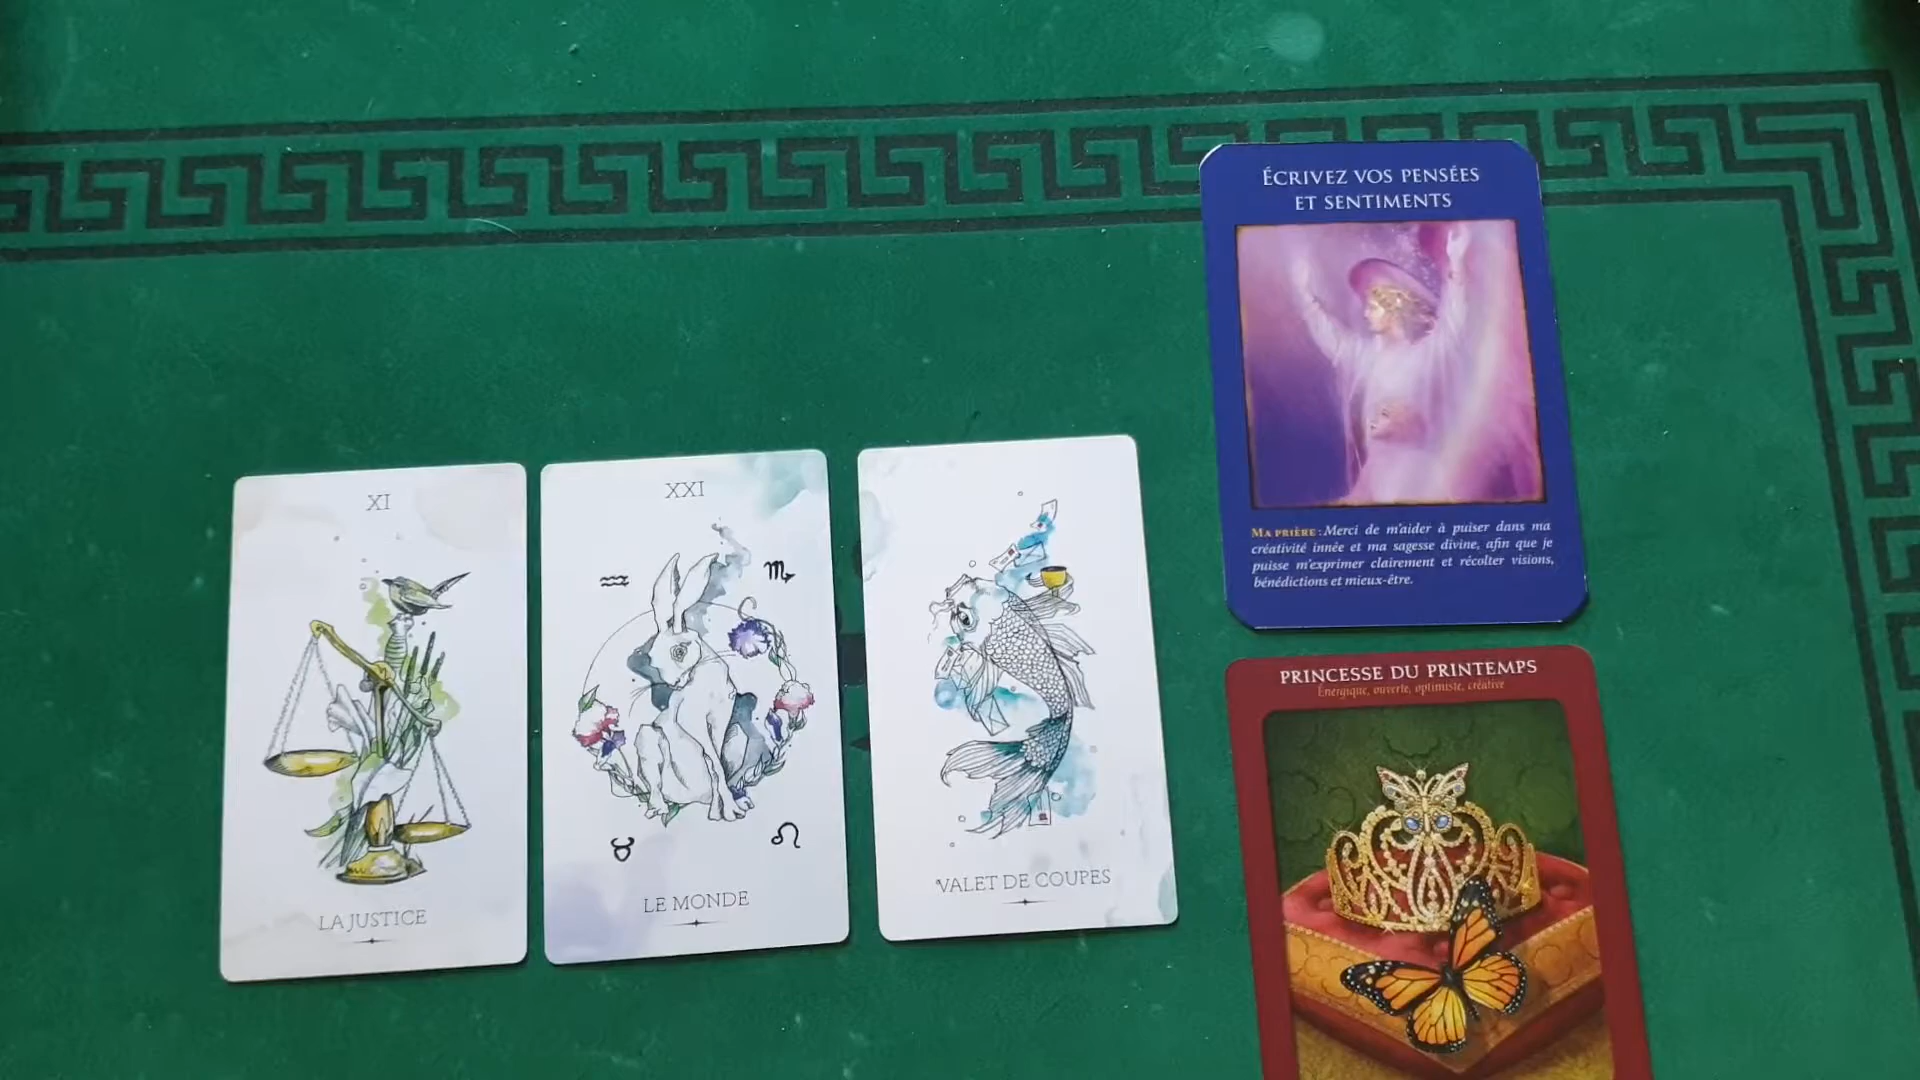 XI
LA JUSTICE
XXI
LE MONDE
VALET DE COUPES
ÉCRIVEZ VOS PENSÉES
ET SENTIMENTS
MA PRIÈRE : Merci de m'aider à puiser dans ma
créativité innée et ma sagesse divine, afin que je
puisse m'exprimer clairement et récolter visions,
bénédictions et mieux-être.
PRINCESSE DU PRINTEMPS
Énergique, ouverte, optimiste, créative